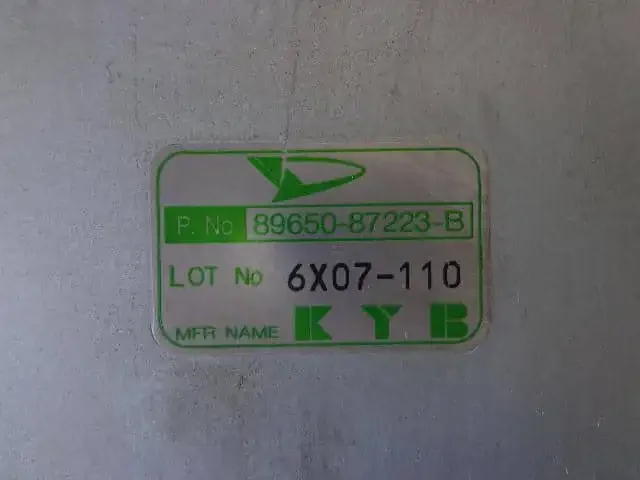 P. No 89650-87223-B
LOT No 6X07-110
MFR NAME KYB